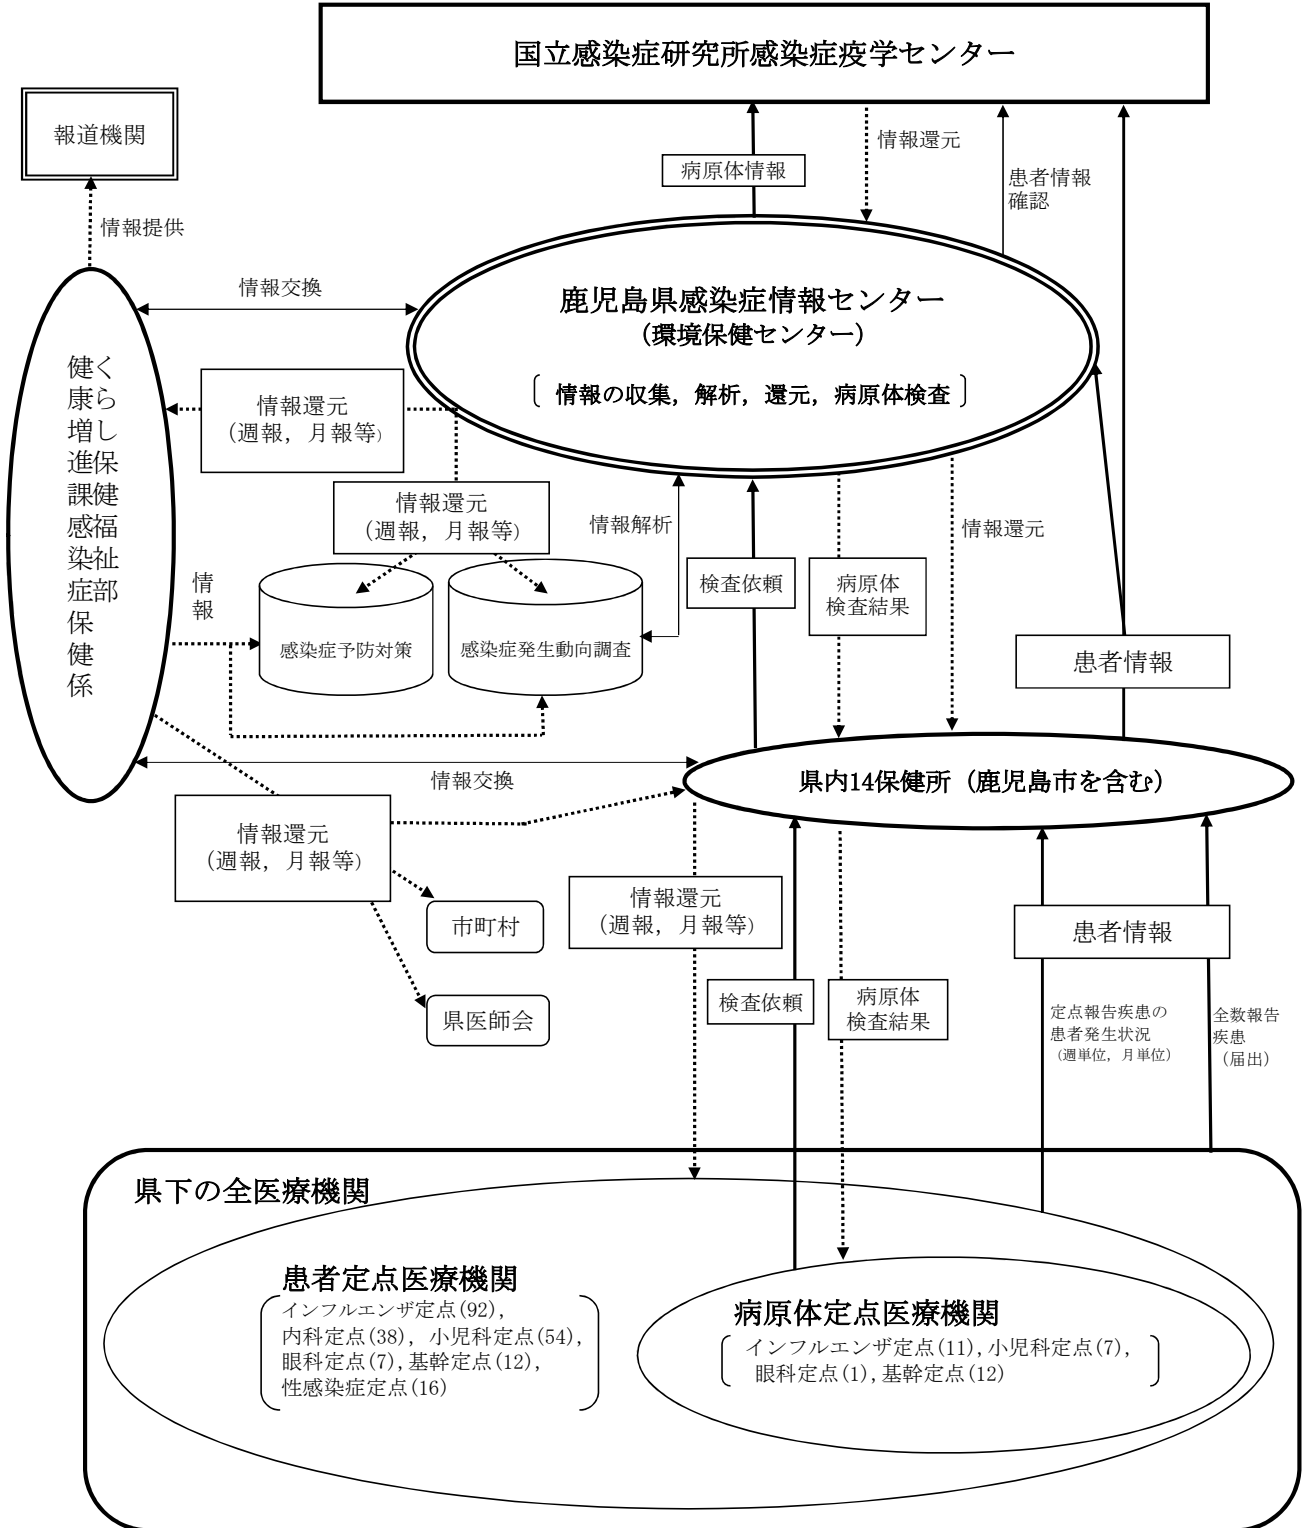 国立感染症研究所感染症疫学センター
報道機関
情報還元
病原体情報
患者情報
確認
情報提供
情報交換
鹿児島県感染症情報センター
(環境保健センター)
情報の収集，解析，還元，病原体検査
くらし保健福祉部
健康増進課感染症保健係
情報還元
(週報，月報等)
情報還元
(週報，月報等)
情報解析
情報還元
検査依頼
病原体
検査結果
情報
感染症予防対策
感染症発生動向調査
患者情報
情報交換
県内14保健所（鹿児島市を含む）
情報還元
(週報，月報等)
情報還元
(週報，月報等)
市町村
患者情報
検査依頼
病原体
検査結果
県医師会
定点報告疾患の
患者発生状況
(週単位，月単位)
全数報告
疾患
（届出）
県下の全医療機関
患者定点医療機関
インフルエンザ定点(92),
内科定点(38)，小児科定点(54),
眼科定点(7),基幹定点(12),
性感染症定点(16)
病原体定点医療機関
インフルエンザ定点(11),小児科定点(7),
眼科定点(1),基幹定点(12)